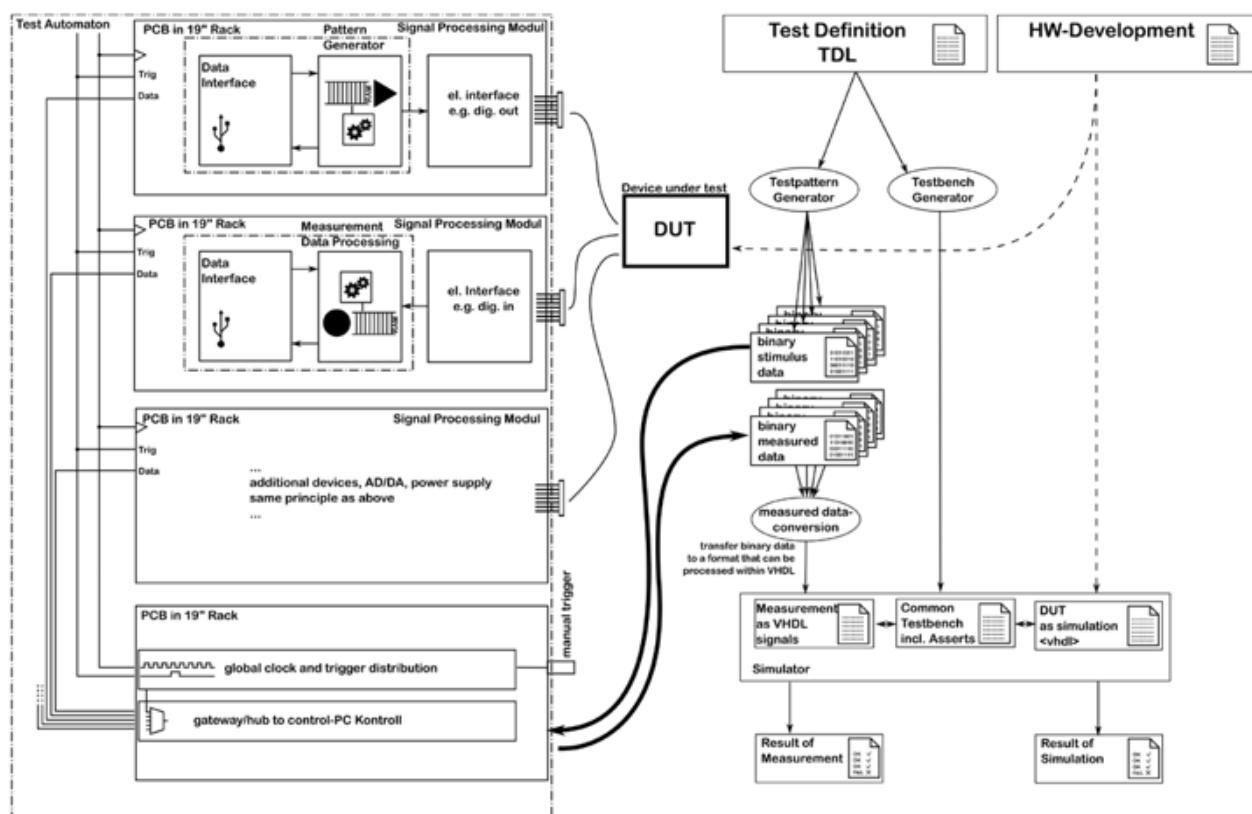 Test Automaton
PCB in 19" Rack
Pattern
Generator
Signal Processing Modul
Trig
Data
Data
Interface
RAM
el. interface
e.g. dig. out
PCB in 19" Rack
Measurement
Data Processing
Signal Processing Modul
Trig
Data
Data
Interface
RAM
el. Interface
e.g. dig. in
PCB in 19" Rack
Signal Processing Modul
Trig
Data
...
additional devices, AD/DA, power supply
same principle as above
...
PCB in 19" Rack
manual trigger
global clock and trigger distribution
gateway/hub to control-PC Kontroll
Device under test
DUT
Test Definition
TDL
HW-Development
Testpattern
Generator
Testbench
Generator
binary
binary
binary
stimulus
data
binary
binary
binary
measured
data
measured data-
conversion
transfer binary data
to a format that can be
processed within VHDL
Measurement
as VHDL
signals
Common
Testbench
incl. Asserts
DUT
as simulation
<vhdl>
Simulator
Result of
Measurement
Result of
Simulation